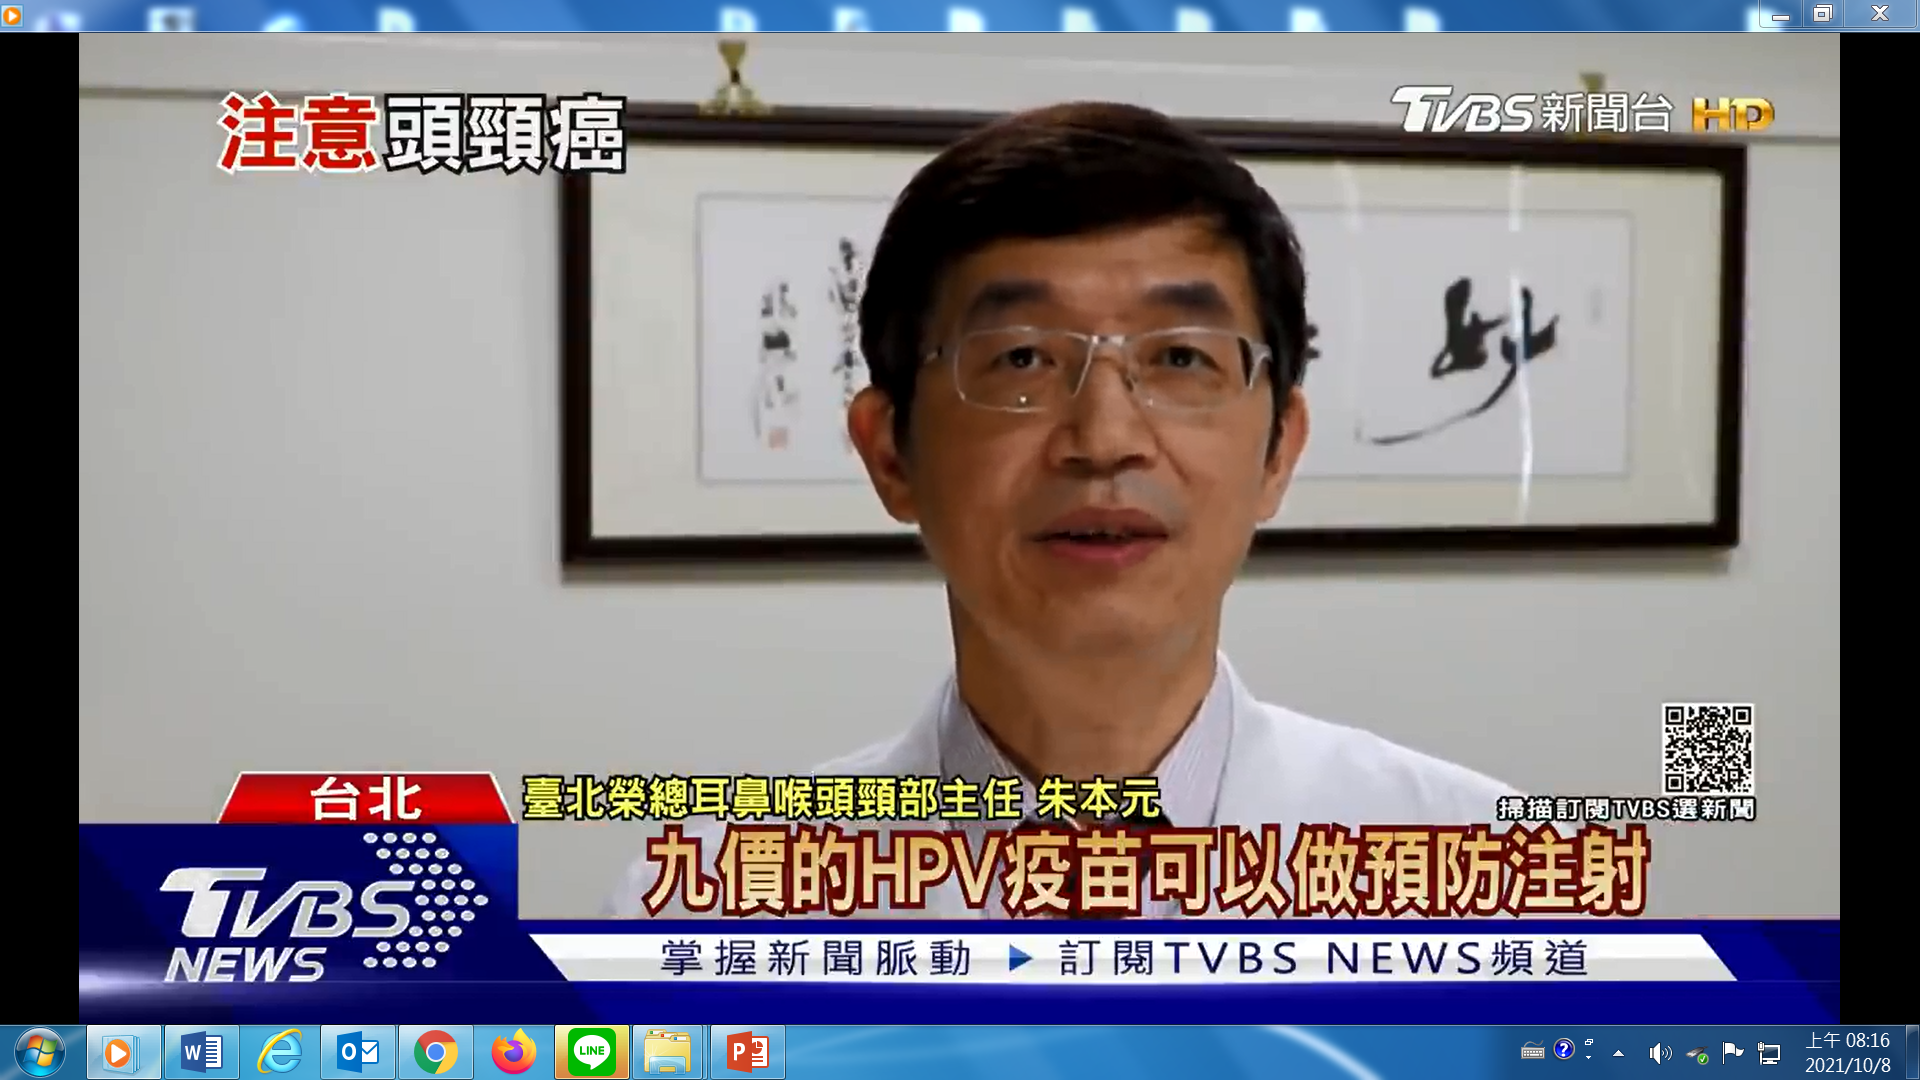 注意頭頸癌
TVBS新聞台 HD
妙
台北
臺北榮總耳鼻喉頭頸部主任 朱本元
掃描訂閱TVBS選新聞
九價的HPV疫苗可以做預防注射
TVBS
NEWS
掌握新聞脈動 ▶ 訂閱TVBS NEWS頻道
LINE
上午 08:16
2021/10/8